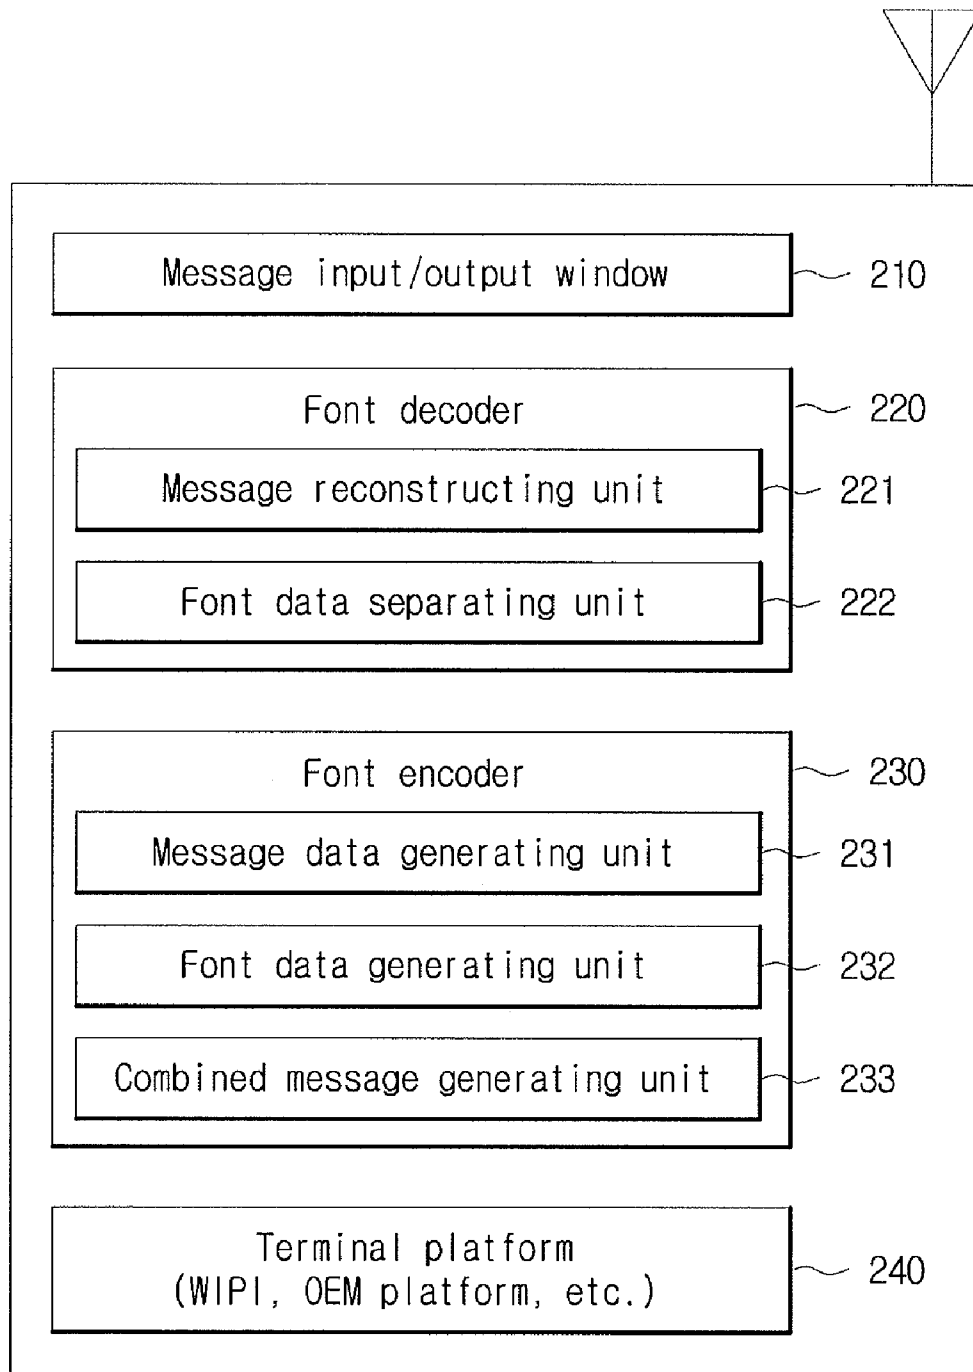 Message input/output window
210
Font decoder
220
Message reconstructing unit
221
Font data separating unit
222
Font encoder
230
Message data generating unit
231
Font data generating unit
232
Combined message generating unit
233
Terminal platform
(WIPI, OEM platform, etc.)
240